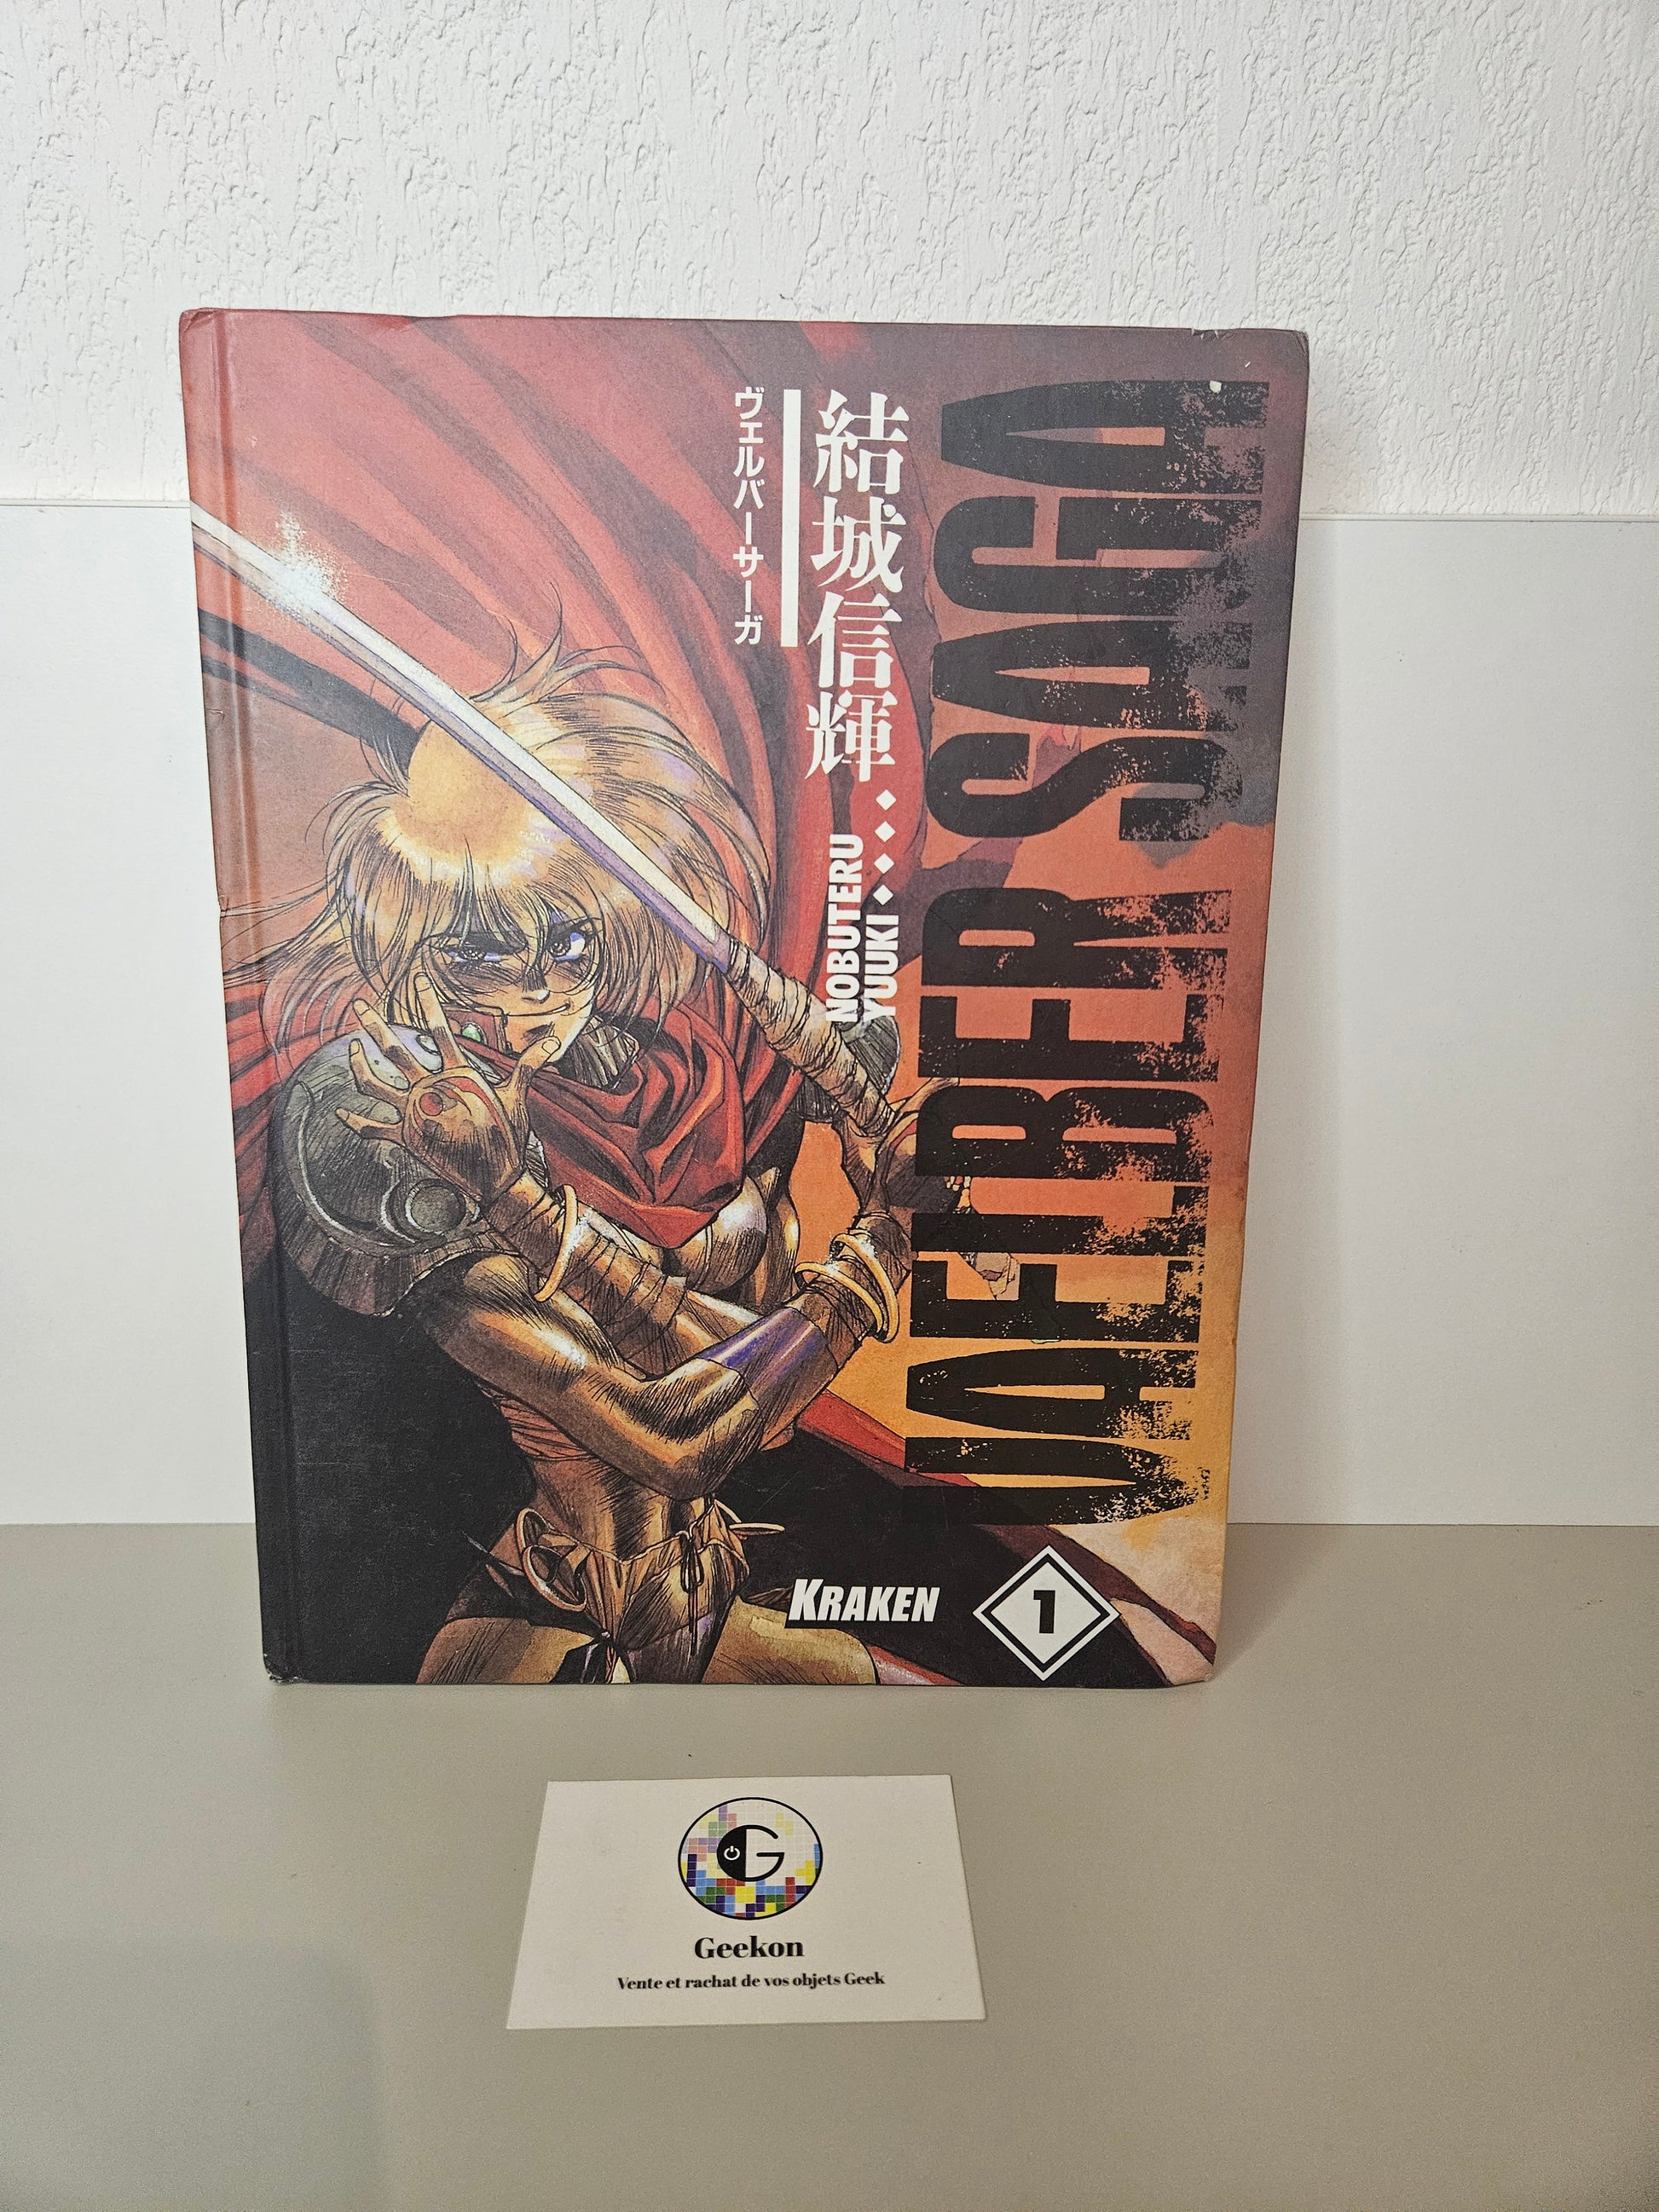 ヴェルバーサーガ
結城信輝
NOBUTERU
YUUKI
VAELBER SAGA
KRAKEN
1
G
Geekon
Vente et rachat de vos objets Geek